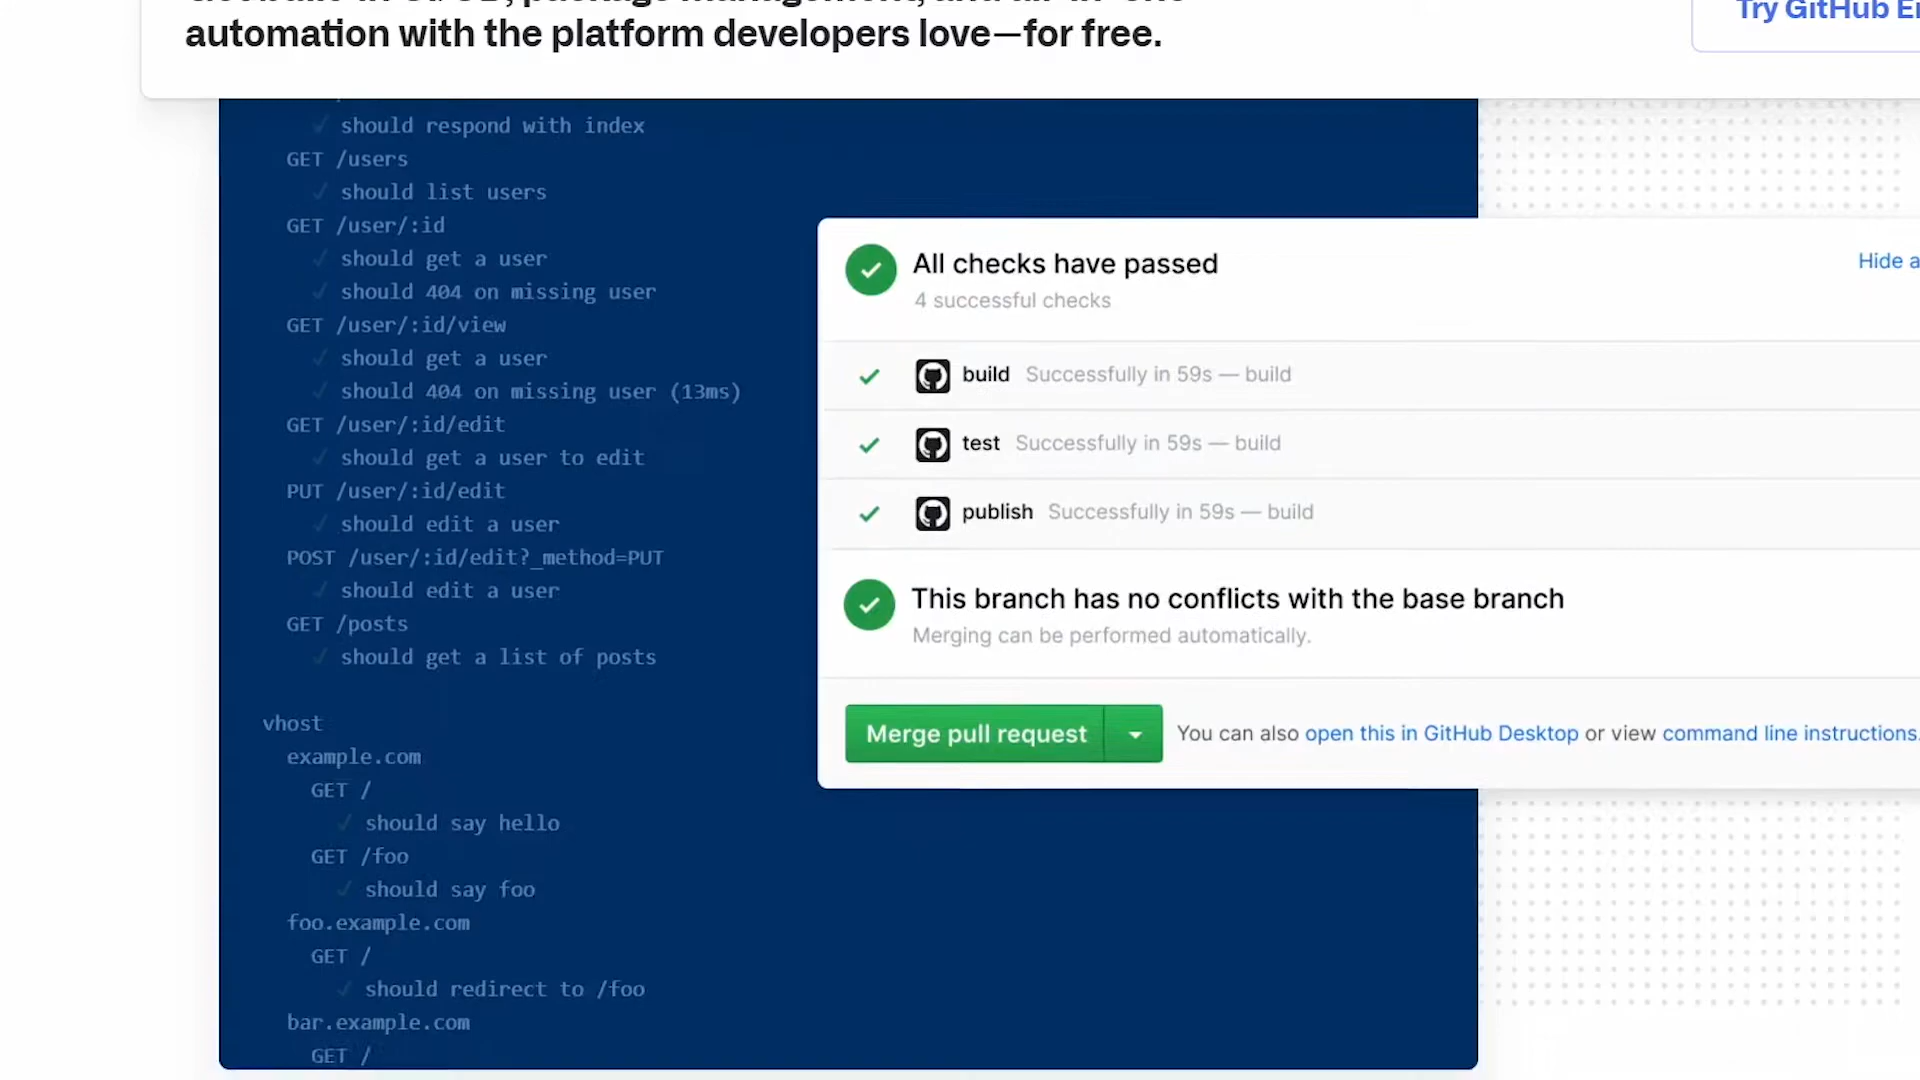 automation with the platform developers love—for free.
Try GitHub
should respond with index
GET /users
✓ should list users
GET /user/:id
✓ should get a user
✓ should 404 on missing user
GET /user/:id/view
✓ should get a user
✓ should 404 on missing user (13ms)
GET /user/:id/edit
✓ should get a user to edit
PUT /user/:id/edit
✓ should edit a user
POST /user/:id/edit?_method=PUT
✓ should edit a user
GET /posts
✓ should get a list of posts
vhost
example.com
GET /
✓ should say hello
GET /foo
✓ should say foo
foo.example.com
GET /
✓ should redirect to /foo
bar.example.com
GET /
All checks have passed
Hide
4 successful checks
build Successfully in 59s — build
test Successfully in 59s — build
publish Successfully in 59s — build
This branch has no conflicts with the base branch
Merging can be performed automatically.
Merge pull request
You can also open this in GitHub Desktop or view command line instructions.